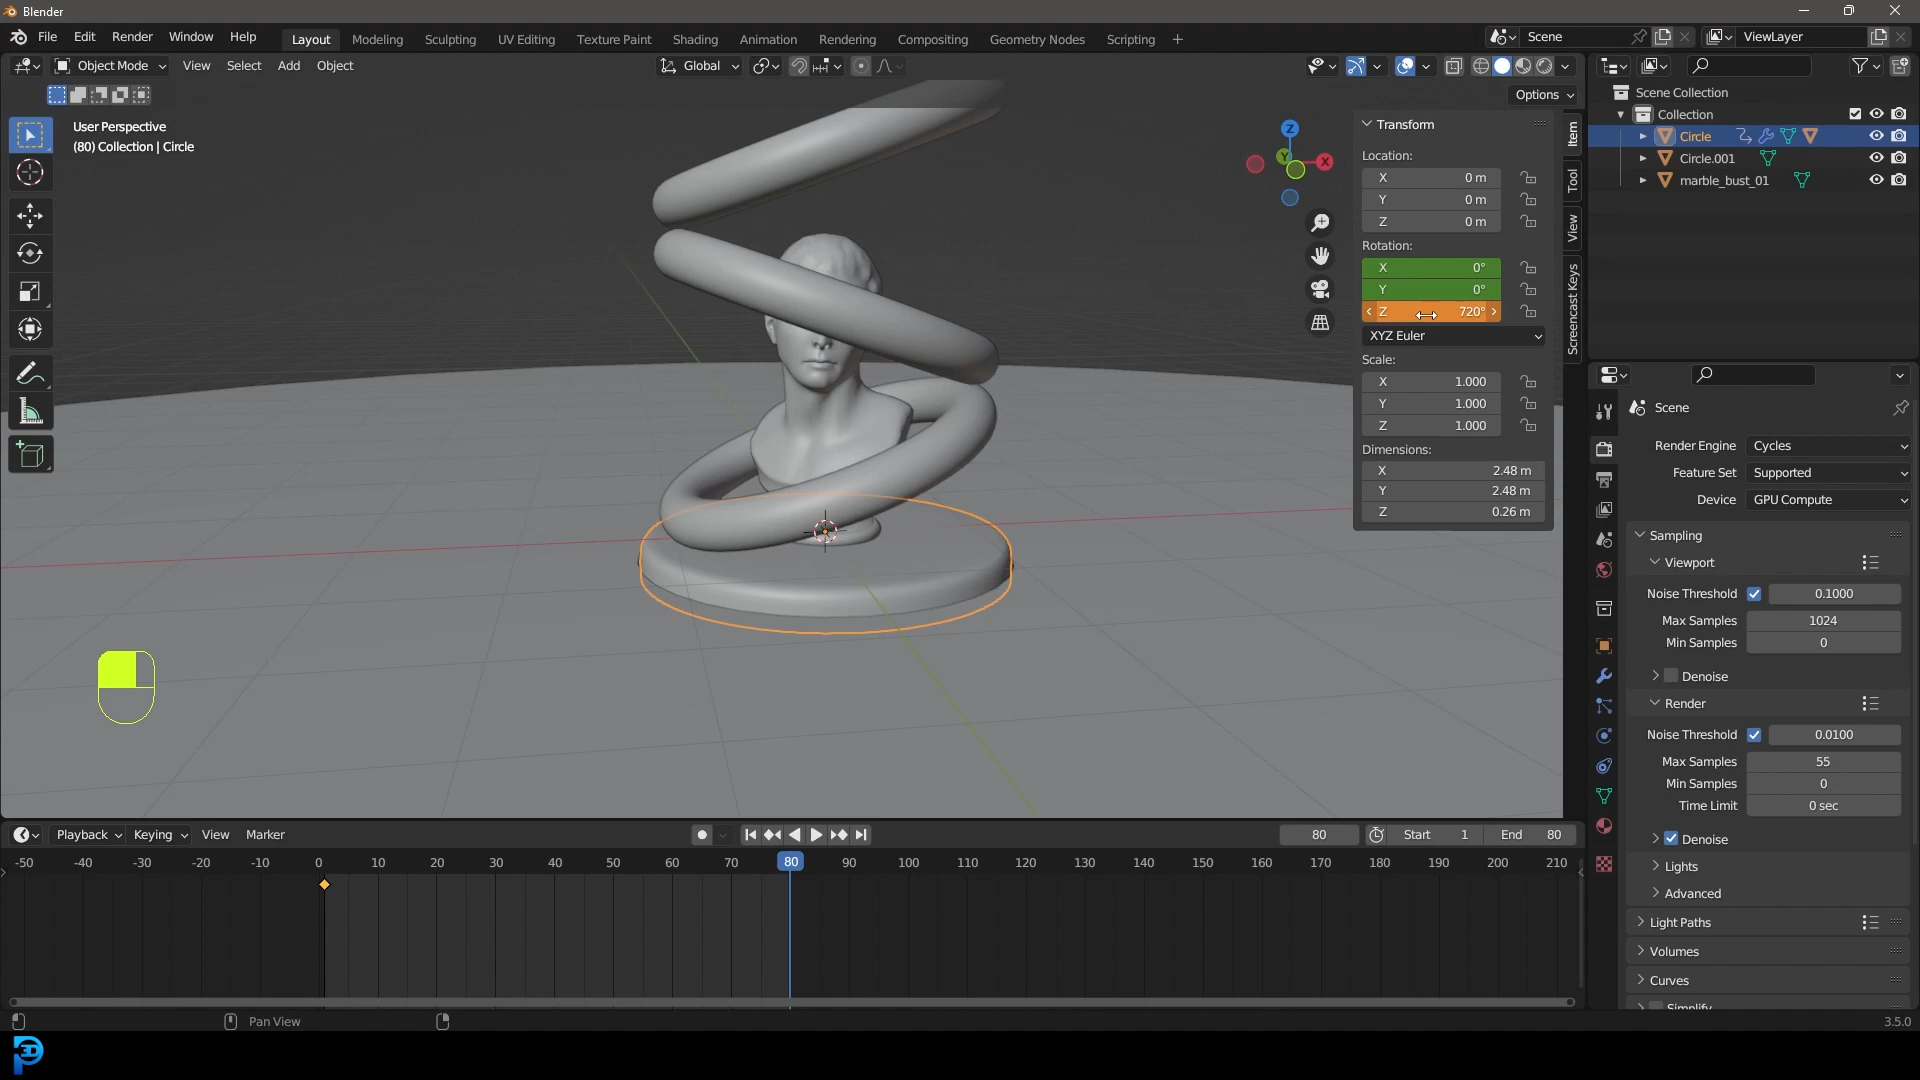 Blender
File Edit Render Window Help
Layout Modeling Sculpting UV Editing Texture Paint Shading Animation Rendering Compositing Geometry Nodes Scripting +
Scene
ViewLayer
Object Mode View Select Add Object
Global
Options
User Perspective
(80) Collection | Circle
Z
Y
X
Item
Tool
View
Screencast Keys
Transform
Location:
X 0 m
Y 0 m
Z 0 m
Rotation:
X 0°
Y 0°
Z 720°
XYZ Euler
Scale:
X 1.000
Y 1.000
Z 1.000
Dimensions:
X 2.48 m
Y 2.48 m
Z 0.26 m
Scene Collection
Collection
Circle
Circle.001
marble_bust_01
Scene
Render Engine Cycles
Feature Set Supported
Device GPU Compute
Sampling
Viewport
Noise Threshold 0.1000
Max Samples 1024
Min Samples 0
Denoise
Render
Noise Threshold 0.0100
Max Samples 55
Min Samples 0
Time Limit 0 sec
Denoise
Lights
Advanced
Light Paths
Volumes
Curves
Simplify
Playback Keying View Marker
80 Start 1 End 80
-50 -40 -30 -20 -10 0 10 20 30 40 50 60 70 80 90 100 110 120 130 140 150 160 170 180 190 200 210
Pan View
3.5.0